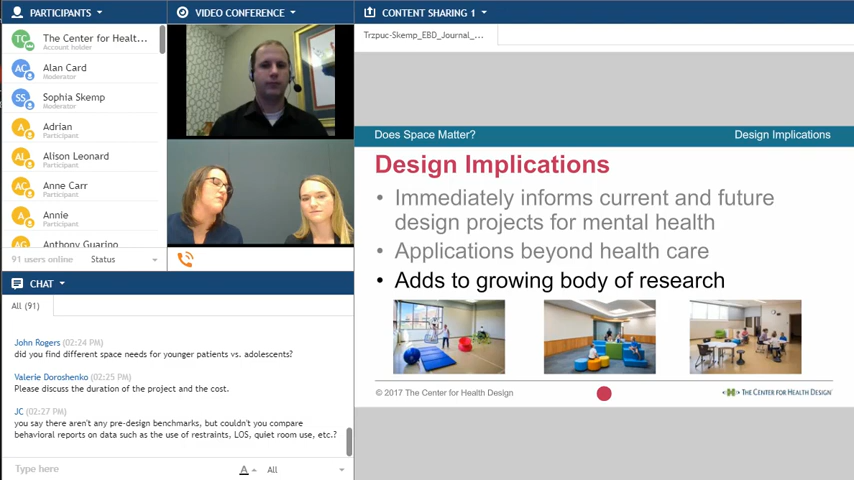 PARTICIPANTS
TC
The Center for Healt...
Account holder
AC
Alan Card
Moderator
SS
Sophia Skemp
Moderator
A
Adrian
Participant
AL
Alison Leonard
Participant
AC
Anne Carr
Participant
A
Annie
Participant
AG
Anthony Guarino
91 users online
Status
VIDEO CONFERENCE
CHAT
All (91)
John Rogers (02:24 PM)
did you find different space needs for younger patients vs. adolescents?
Valerie Doroshenko (02:25 PM)
Please discuss the duration of the project and the cost.
JC (02:27 PM)
you say there aren't any pre-design benchmarks, but couldn't you compare
behavioral reports on data such as the use of restraints, LOS, quiet room use, etc.?
Type here
A
All
CONTENT SHARING 1
Trzpuc-Skemp_EBD_Journal_...
Does Space Matter?
Design Implications
Design Implications
• Immediately informs current and future
design projects for mental health
• Applications beyond health care
• Adds to growing body of research
© 2017 The Center for Health Design
THE CENTER FOR HEALTH DESIGN